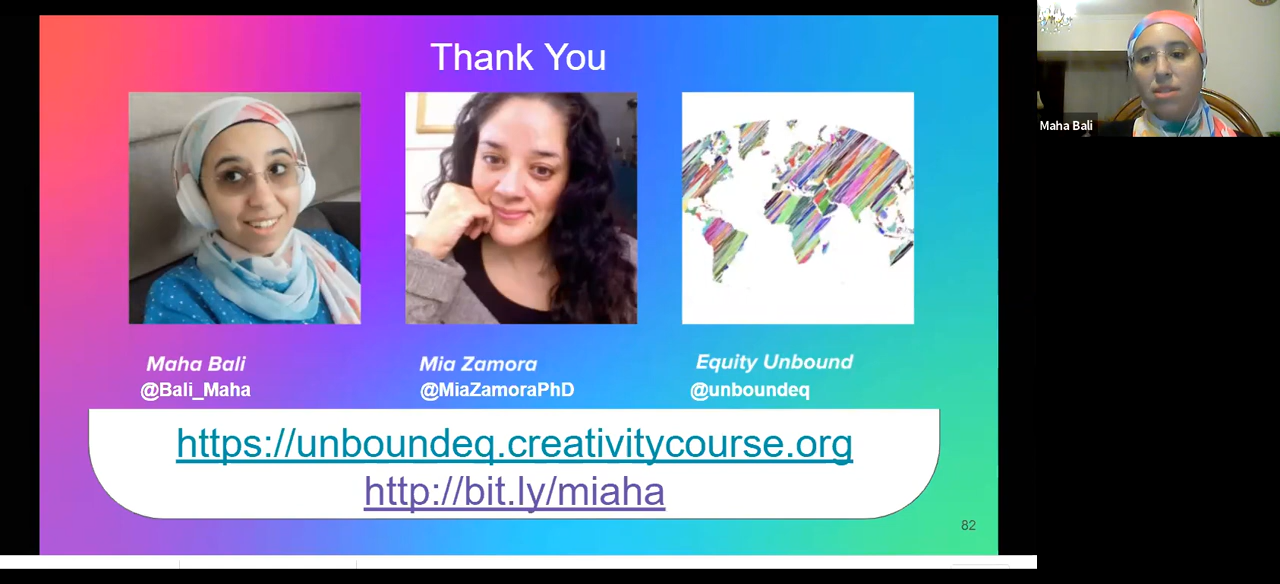 Thank You
Maha Bali
Maha Bali
@Bali_Maha
Mia Zamora
@MiaZamoraPhD
Equity Unbound
@unboundeq
https://unboundeq.creativitycourse.org
http://bit.ly/miaha
82